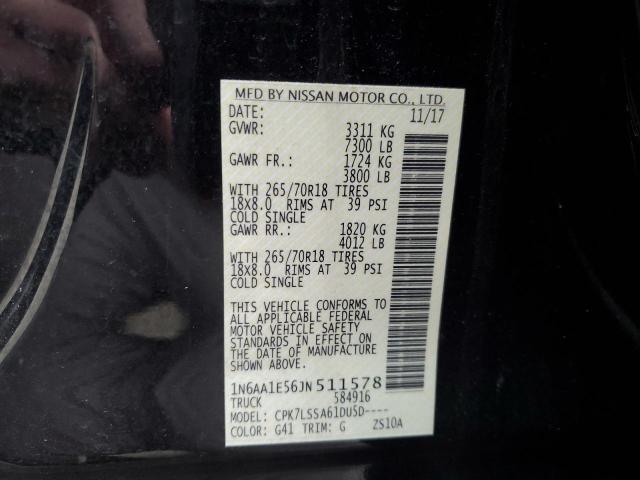 MFD BY NISSAN MOTOR CO., LTD.
DATE: 11/17
GVWR: 3311 KG
7300 LB
GAWR FR.: 1724 KG
3800 LB
WITH 265/70R18 TIRES
18X8.0 RIMS AT 39 PSI
COLD SINGLE
GAWR RR.: 1820 KG
4012 LB
WITH 265/70R18 TIRES
18X8.0 RIMS AT 39 PSI
COLD SINGLE
THIS VEHICLE CONFORMS TO
ALL APPLICABLE FEDERAL
MOTOR VEHICLE SAFETY
STANDARDS IN EFFECT ON
THE DATE OF MANUFACTURE
SHOWN ABOVE.
1N6AA1E56JN511578
TRUCK 584916
MODEL: CPK7LSSA61DUSD----
COLOR: G41 TRIM: G ZS10A